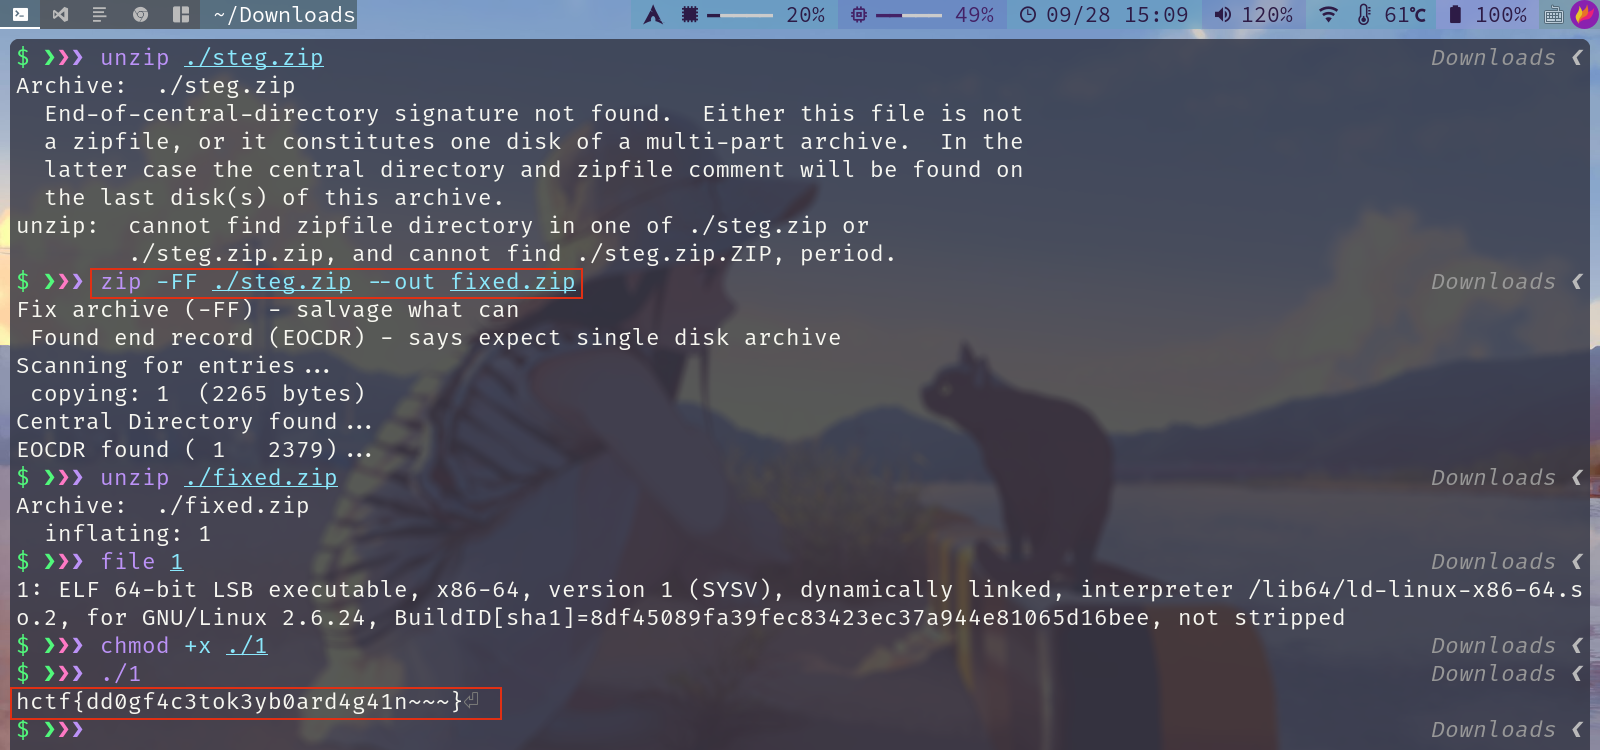 ~/Downloads 20% 49% 09/28 15:09 120% 61℃ 100%
$ ❯❯❯ unzip ./steg.zip Downloads ❮
Archive:  ./steg.zip
  End-of-central-directory signature not found.  Either this file is not
  a zipfile, or it constitutes one disk of a multi-part archive.  In the
  latter case the central directory and zipfile comment will be found on
  the last disk(s) of this archive.
unzip:  cannot find zipfile directory in one of ./steg.zip or
        ./steg.zip.zip, and cannot find ./steg.zip.ZIP, period.
$ ❯❯❯ zip -FF ./steg.zip --out fixed.zip Downloads ❮
Fix archive (-FF) - salvage what can
 Found end record (EOCDR) - says expect single disk archive
Scanning for entries...
 copying: 1  (2265 bytes)
Central Directory found...
EOCDR found ( 1   2379)...
$ ❯❯❯ unzip ./fixed.zip Downloads ❮
Archive:  ./fixed.zip
  inflating: 1
$ ❯❯❯ file 1 Downloads ❮
1: ELF 64-bit LSB executable, x86-64, version 1 (SYSV), dynamically linked, interpreter /lib64/ld-linux-x86-64.s
o.2, for GNU/Linux 2.6.24, BuildID[sha1]=8df45089fa39fec83423ec37a944e81065d16bee, not stripped
$ ❯❯❯ chmod +x ./1 Downloads ❮
$ ❯❯❯ ./1 Downloads ❮
hctf{dd0gf4c3tok3yb0ard4g41n~~~}⏎
$ ❯❯❯ Downloads ❮